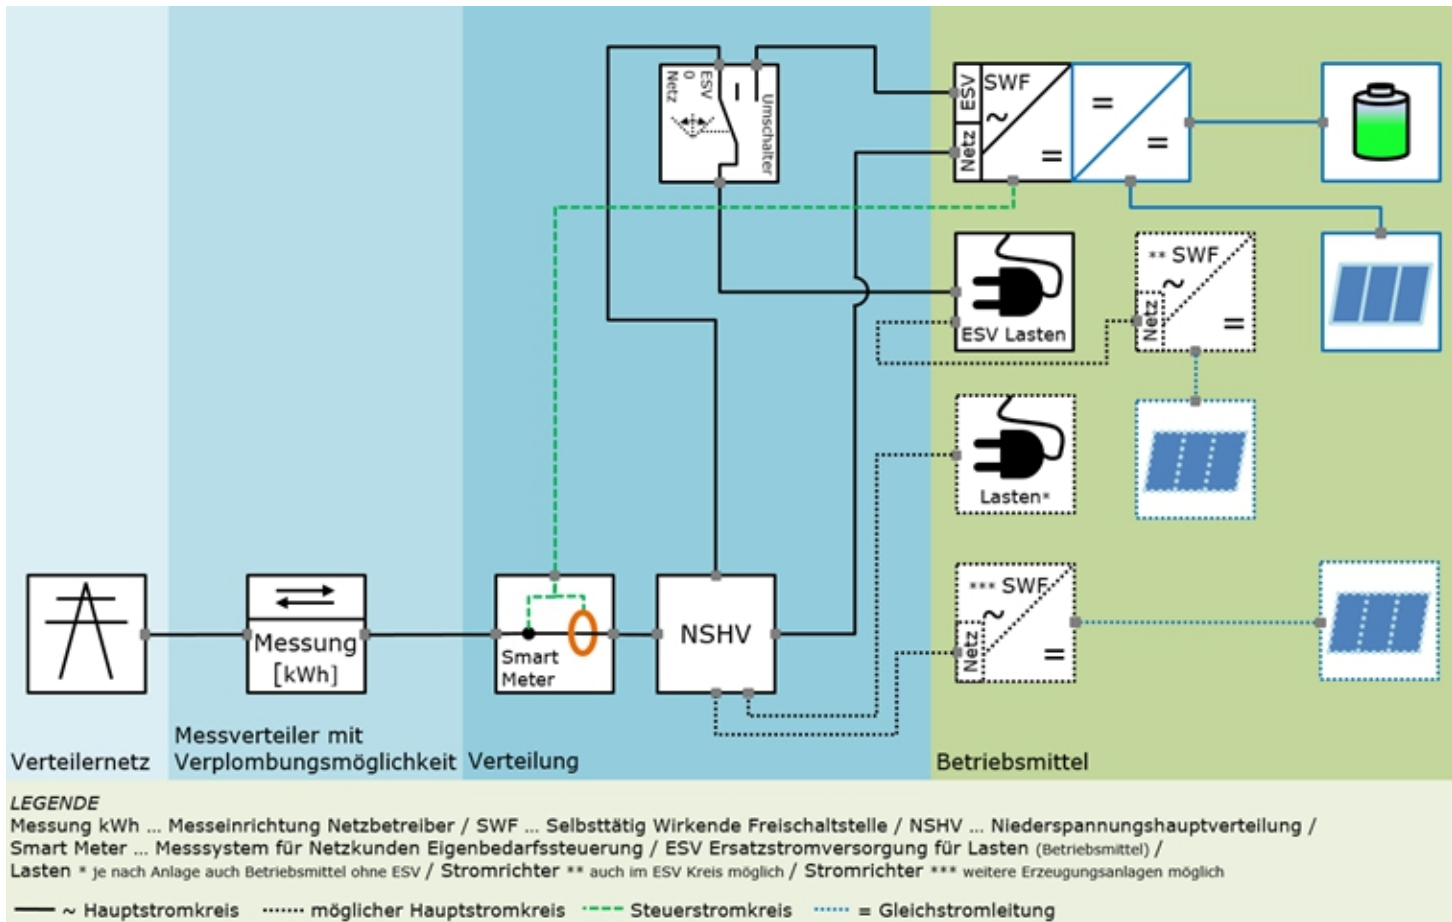 ESV
0
Netz
Umschalter
ESV
Netz
SWF
~
=
=
=
ESV Lasten
** SWF
~
Netz
=
Lasten*
*** SWF
~
Netz
=
Messung
[kWh]
Smart
Meter
NSHV
Verteilernetz
Messverteiler mit
Verplombungsmöglichkeit
Verteilung
Betriebsmittel
LEGENDE
Messung kWh ... Messeinrichtung Netzbetreiber / SWF ... Selbsttätig Wirkende Freischaltstelle / NSHV ... Niederspannungshauptverteilung /
Smart Meter ... Messsystem für Netzkunden Eigenbedarfssteuerung / ESV Ersatzstromversorgung für Lasten (Betriebsmittel) /
Lasten * je nach Anlage auch Betriebsmittel ohne ESV / Stromrichter ** auch im ESV Kreis möglich / Stromrichter *** weitere Erzeugungsanlagen möglich
~ Hauptstromkreis möglicher Hauptstromkreis Steuerstromkreis = Gleichstromleitung